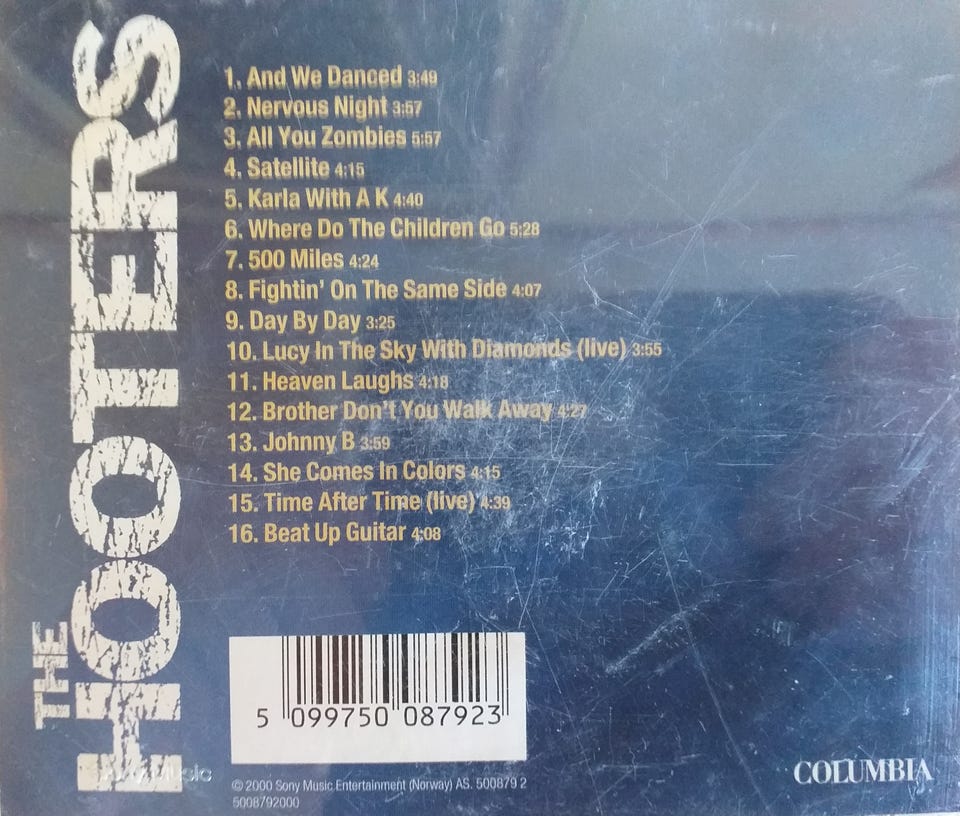 THE
HOOTERS
1. And We Danced 3:49
2. Nervous Night 3:57
3. All You Zombies 5:57
4. Satellite 4:15
5. Karla With A K 4:40
6. Where Do The Children Go 5:28
7. 500 Miles 4:24
8. Fightin' On The Same Side 4:07
9. Day By Day 3:25
10. Lucy In The Sky With Diamonds (live) 3:55
11. Heaven Laughs 4:18
12. Brother Don't You Walk Away 4:27
13. Johnny B 3:59
14. She Comes In Colors 4:15
15. Time After Time (live) 4:39
16. Beat Up Guitar 4:08
5 099750 087923
Music
© 2000 Sony Music Entertainment (Norway) AS. 500879 2
5008792000
COLUMBIA